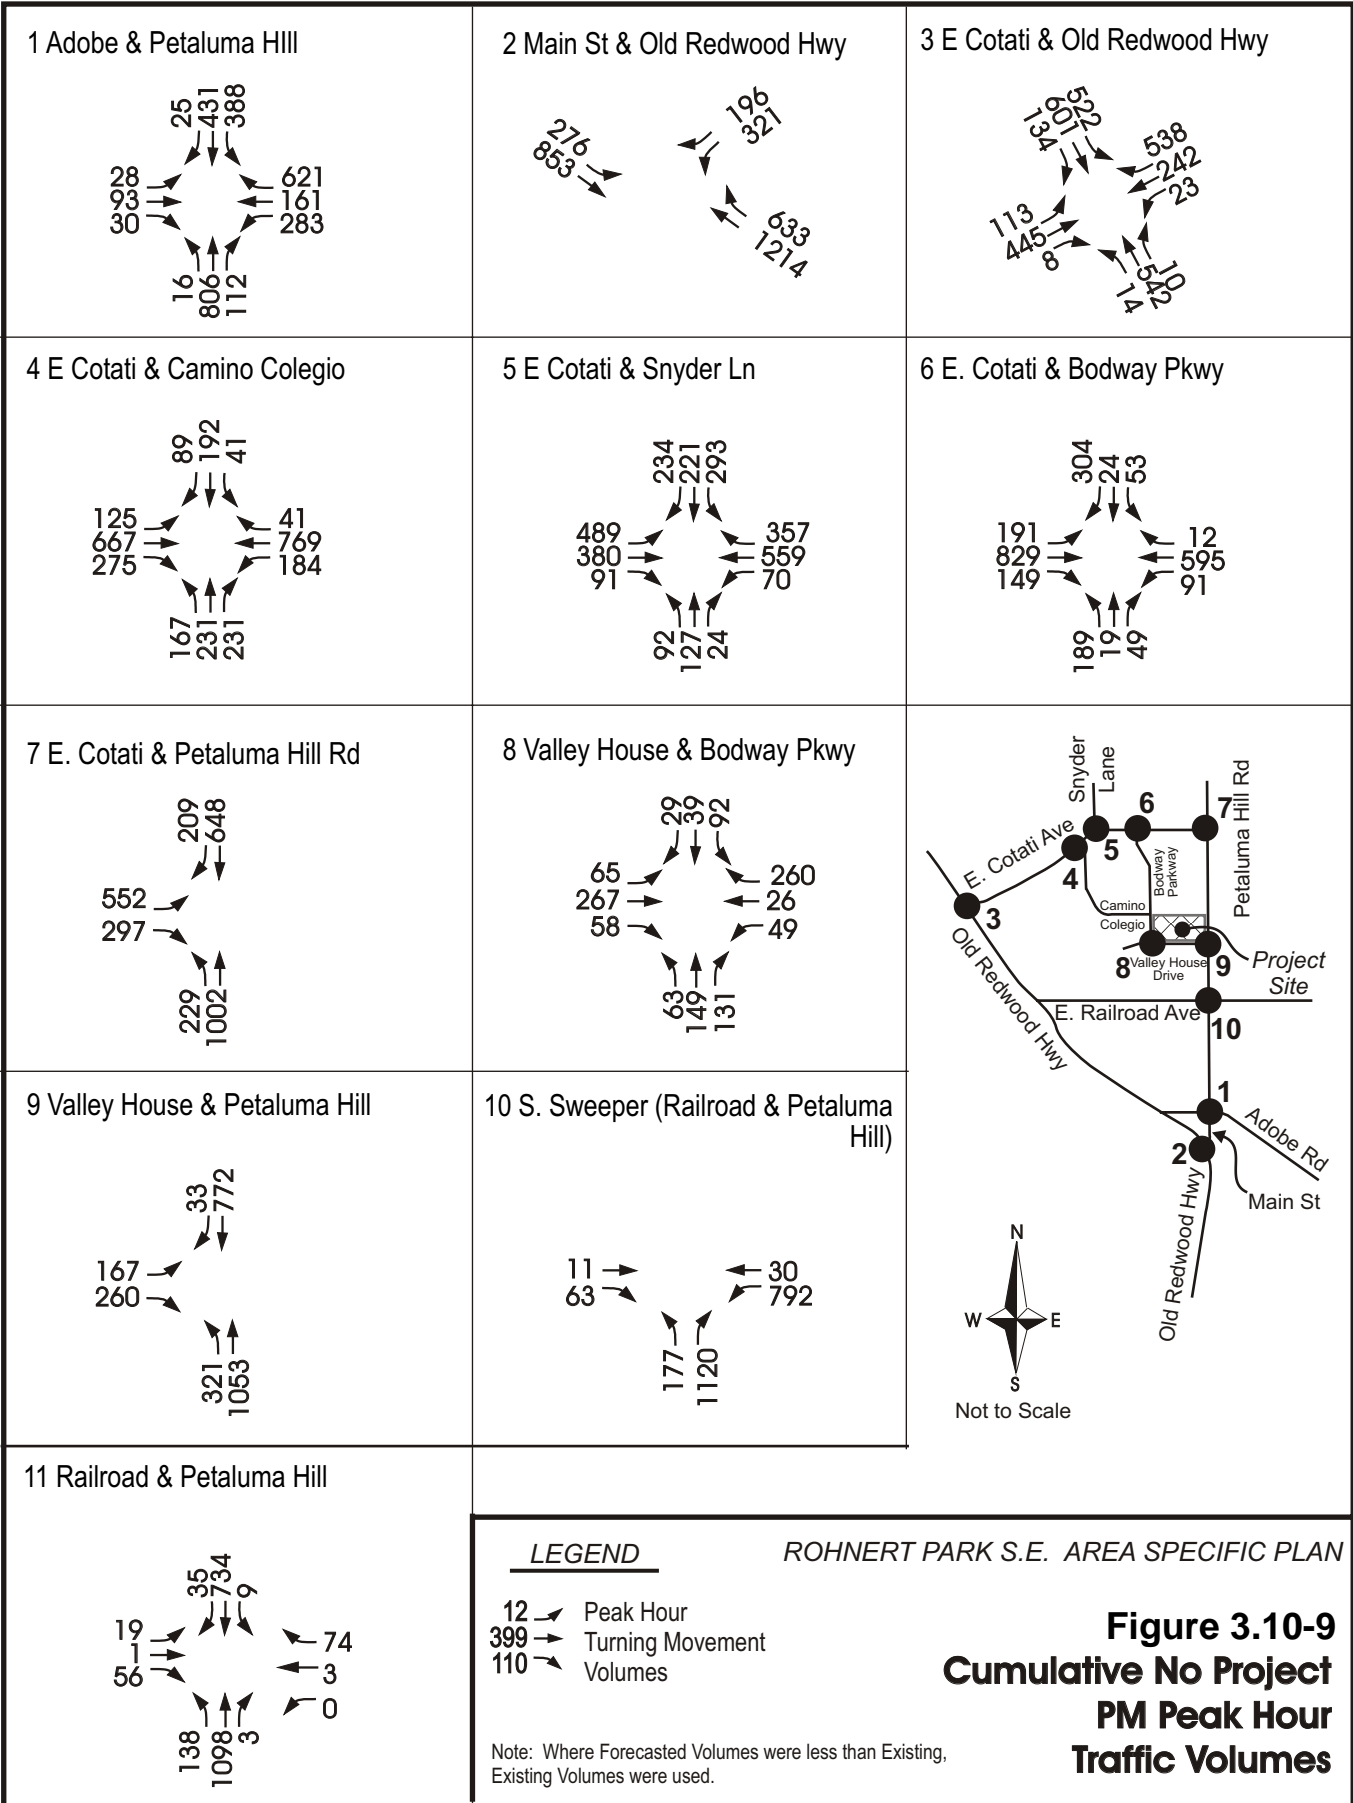 1 Adobe & Petaluma HIll
25
431
388
28
93
30
621
161
283
16
806
112
2 Main St & Old Redwood Hwy
276
853
196
321
633
1214
3 E Cotati & Old Redwood Hwy
134
601
522
538
242
23
113
445
8
14
542
10
4 E Cotati & Camino Colegio
89
192
41
125
667
275
41
769
184
167
231
231
5 E Cotati & Snyder Ln
234
221
293
489
380
91
357
559
70
92
127
24
6 E. Cotati & Bodway Pkwy
304
24
53
191
829
149
12
595
91
189
19
49
7 E. Cotati & Petaluma Hill Rd
209
648
552
297
229
1002
8 Valley House & Bodway Pkwy
29
39
92
65
267
58
260
26
49
63
149
131
Snyder
Lane
6
7
Petaluma Hill Rd
E. Cotati Ave
5
4
Bodway
Parkway
3
Camino
Colegio
8
Valley House
Drive
9
Project
Site
Old Redwood Hwy
E. Railroad Ave
10
1
Adobe Rd
2
Main St
Old Redwood Hwy
N
W
E
S
Not to Scale
9 Valley House & Petaluma Hill
33
772
167
260
321
1053
10 S. Sweeper (Railroad & Petaluma
Hill)
11
63
30
792
177
1120
11 Railroad & Petaluma Hill
35
734
9
19
1
56
74
3
0
138
1098
3
LEGEND
12
399
110
Peak Hour
Turning Movement
Volumes
Note: Where Forecasted Volumes were less than Existing,
Existing Volumes were used.
ROHNERT PARK S.E. AREA SPECIFIC PLAN
Figure 3.10-9
Cumulative No Project
PM Peak Hour
Traffic Volumes